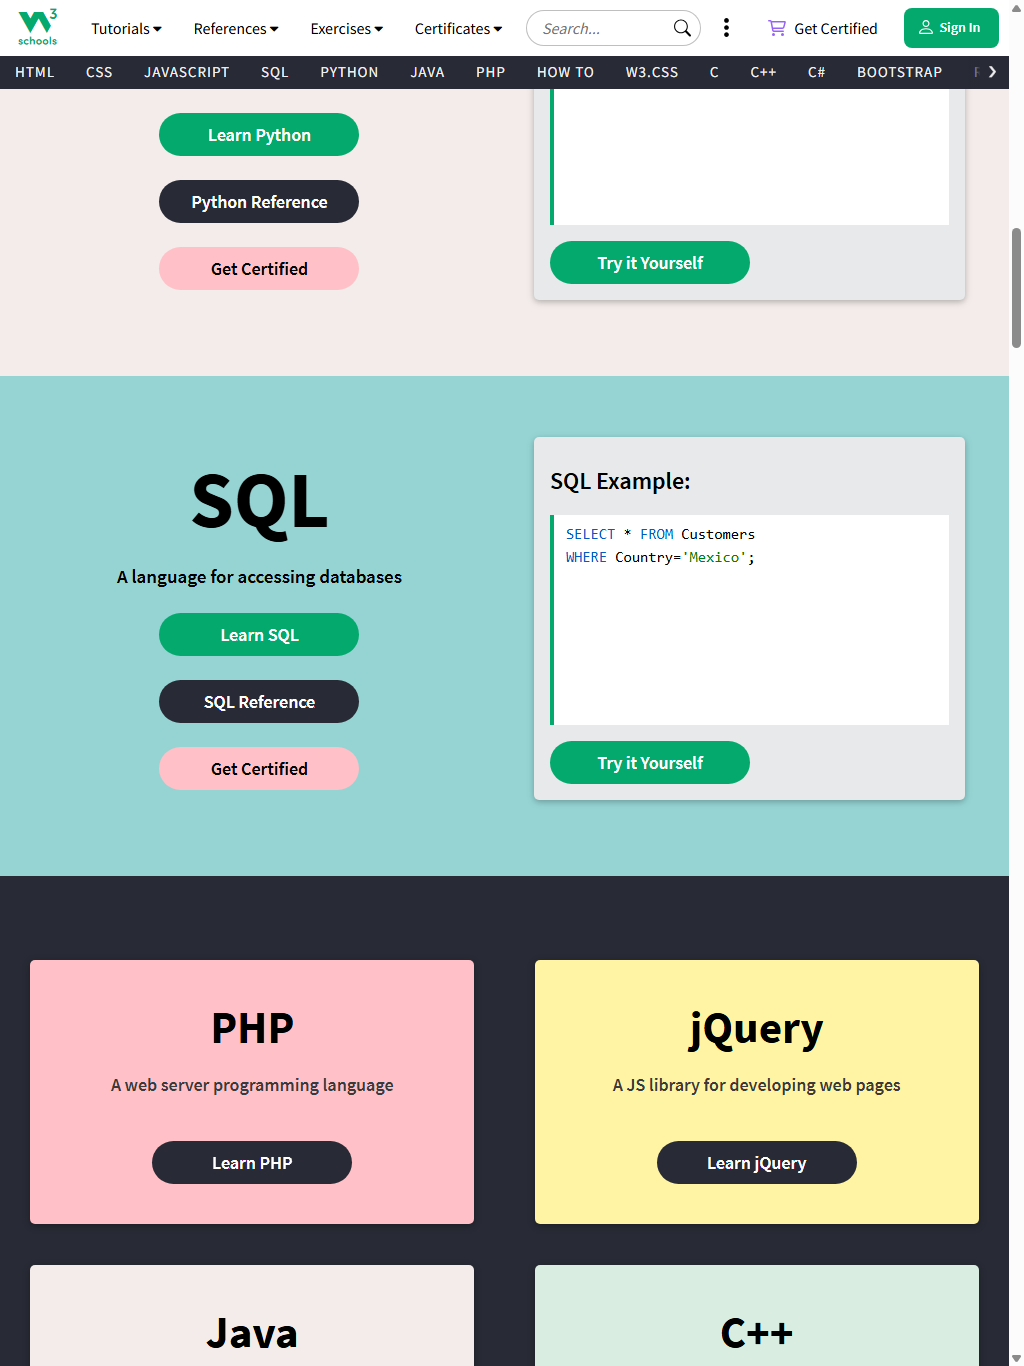 3
schools
Tutorials References Exercises Certificates Search... Get Certified Sign In
HTML CSS JAVASCRIPT SQL PYTHON JAVA PHP HOW TO W3.CSS C C++ C# BOOTSTRAP
Learn Python
Python Reference
Get Certified
Try it Yourself
SQL
A language for accessing databases
Learn SQL
SQL Reference
Get Certified
SQL Example:
SELECT * FROM Customers
WHERE Country='Mexico';
Try it Yourself
PHP
A web server programming language
Learn PHP
jQuery
A JS library for developing web pages
Learn jQuery
Java
C++